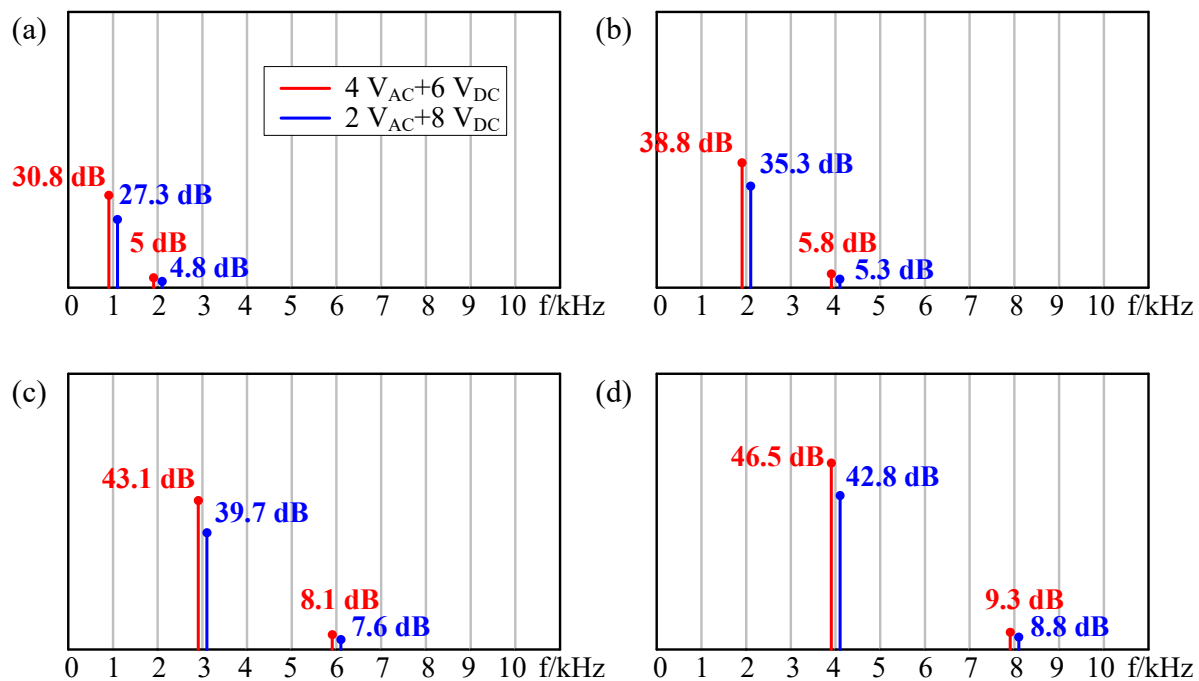 (a)
4 V_AC+6 V_DC
2 V_AC+8 V_DC
30.8 dB
27.3 dB
5 dB
4.8 dB
0 1 2 3 4 5 6 7 8 9 10 f/kHz
(b)
38.8 dB
35.3 dB
5.8 dB
5.3 dB
0 1 2 3 4 5 6 7 8 9 10 f/kHz
(c)
43.1 dB
39.7 dB
8.1 dB
7.6 dB
0 1 2 3 4 5 6 7 8 9 10 f/kHz
(d)
46.5 dB
42.8 dB
9.3 dB
8.8 dB
0 1 2 3 4 5 6 7 8 9 10 f/kHz